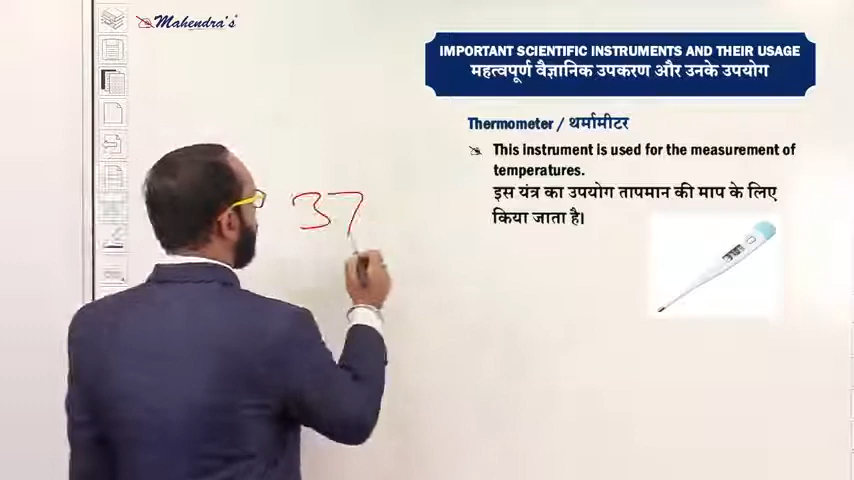 Mahendra's
IMPORTANT SCIENTIFIC INSTRUMENTS AND THEIR USAGE
महत्वपूर्ण वैज्ञानिक उपकरण और उनके उपयोग
Thermometer / थर्मामीटर
This instrument is used for the measurement of
temperatures.
इस यंत्र का उपयोग तापमान की माप के लिए
किया जाता है।
37